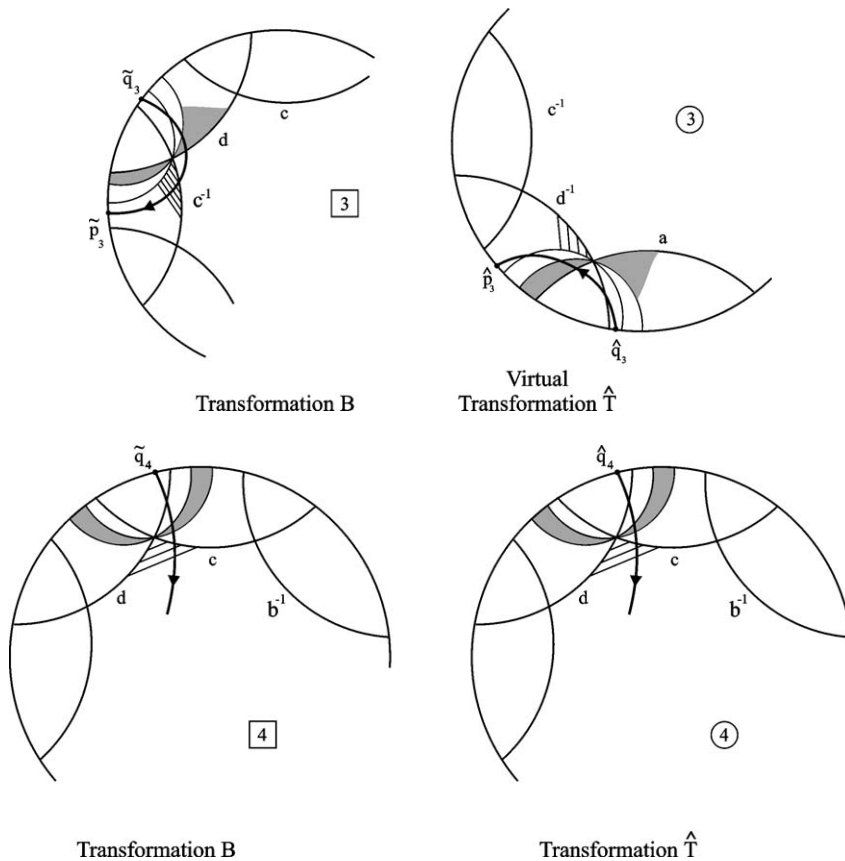 q̃₃
c
d
c⁻¹
p̃₃
3
Transformation B
c⁻¹
3
d⁻¹
a
p̂₃
q̂₃
Virtual
Transformation T̂
q̃₄
c
d
b⁻¹
4
Transformation B
q̂₄
c
d
b⁻¹
4
Transformation T̂